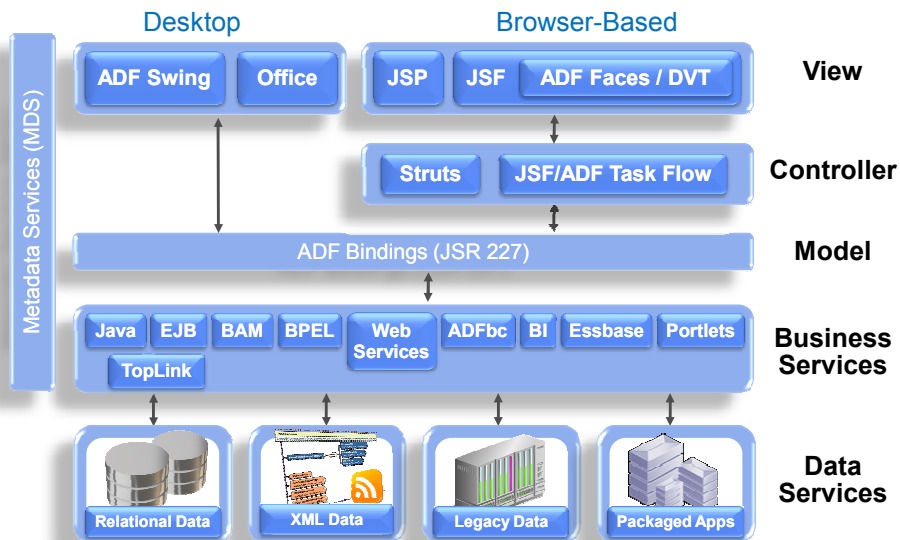 Desktop
Browser-Based
Metadata Services (MDS)
ADF Swing
Office
JSP
JSF
ADF Faces / DVT
View
Struts
JSF/ADF Task Flow
Controller
ADF Bindings (JSR 227)
Model
Java
EJB
BAM
BPEL
Web
Services
ADFbc
BI
Essbase
Portlets
TopLink
Business
Services
Relational Data
XML Data
Legacy Data
Packaged Apps
Data
Services